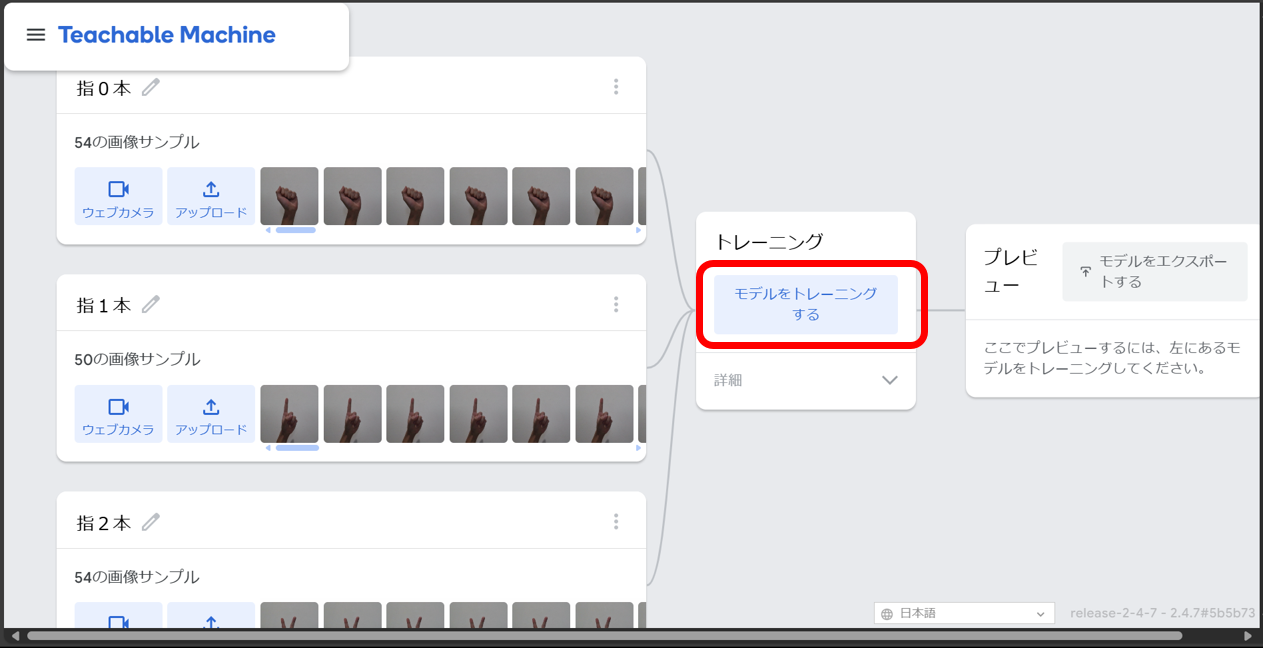 Teachable Machine
指0本
54の画像サンプル
ウェブカメラ
アップロード
指1本
50の画像サンプル
ウェブカメラ
アップロード
指2本
54の画像サンプル
トレーニング
モデルをトレーニング
する
詳細
プレビ
ュー
モデルをエクスポー
トする
ここでプレビューするには、左にあるモ
デルをトレーニングしてください。
日本語
release-2-4-7 - 2.4.7#5b5b73